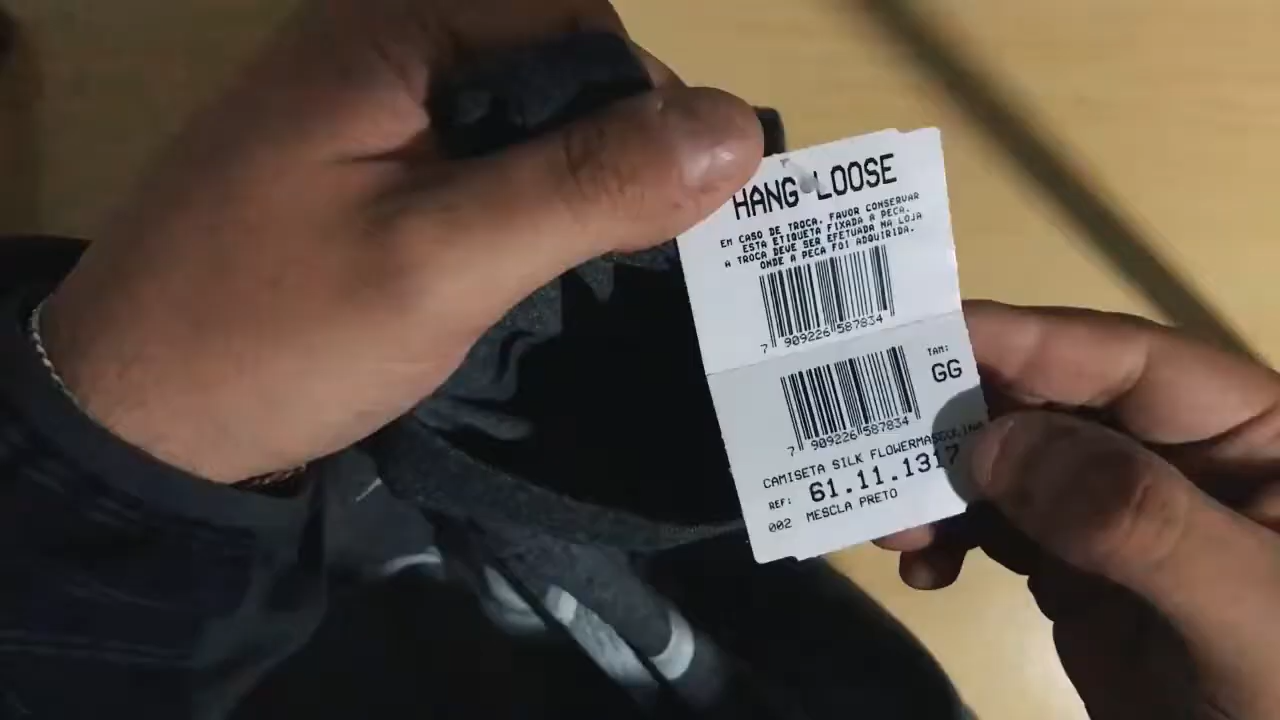 HANG LOOSE
EM CASO DE TROCA, FAVOR CONSERVAR
ESTA ETIQUETA FIXADA A PECA.
A TROCA DEVE SER EFETUADA NA LOJA
ONDE A PECA FOI ADQUIRIDA.
7 909226 587834
TAM:
GG
7 909226 587834
CAMISETA SILK FLOWERMASCULINA
REF: 61.11.1317
002 MESCLA PRETO